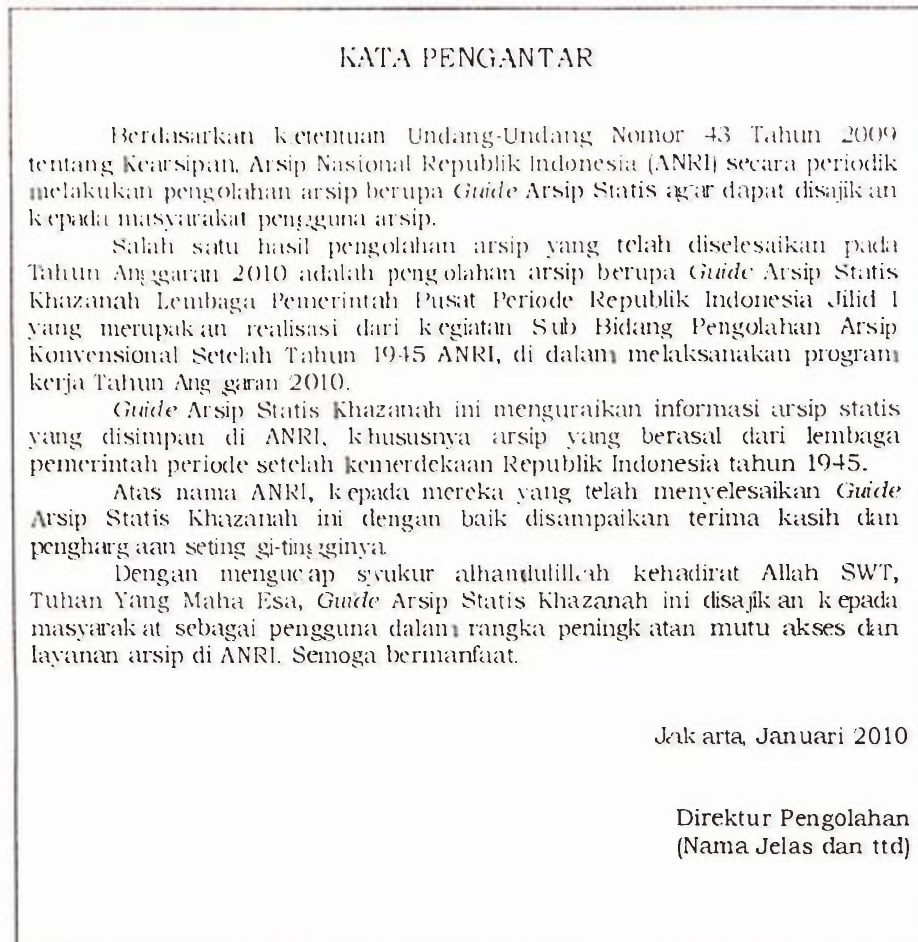 KATA PENGANTAR
Berdasarkan ketentuan Undang-Undang Nomor 43 Tahun 2009
tentang Kearsipan, Arsip Nasional Republik Indonesia (ANRI) secara periodik
melakukan pengolahan arsip berupa Guide Arsip Statis agar dapat disajikan
kepada masyarakat pengguna arsip.
Salah satu hasil pengolahan arsip yang telah diselesaikan pada
Tahun Anggaran 2010 adalah pengolahan arsip berupa Guide Arsip Statis
Khazanah Lembaga Pemerintah Pusat Periode Republik Indonesia Jilid I
yang merupakan realisasi dari kegiatan Sub Bidang Pengolahan Arsip
Konvensional Setelah Tahun 1945 ANRI, di dalam melaksanakan program
kerja Tahun Anggaran 2010.
Guide Arsip Statis Khazanah ini menguraikan informasi arsip statis
yang disimpan di ANRI, khususnya arsip yang berasal dari lembaga
pemerintah periode setelah kemerdekaan Republik Indonesia tahun 1945.
Atas nama ANRI, kepada mereka yang telah menyelesaikan Guide
Arsip Statis Khazanah ini dengan baik disampaikan terima kasih dan
penghargaan setinggi-tingginya.
Dengan mengucap syukur alhamdulillah kehadirat Allah SWT,
Tuhan Yang Maha Esa, Guide Arsip Statis Khazanah ini disajikan kepada
masyarakat sebagai pengguna dalam rangka peningkatan mutu akses dan
layanan arsip di ANRI. Semoga bermanfaat.
Jakarta, Januari 2010
Direktur Pengolahan
(Nama Jelas dan ttd)